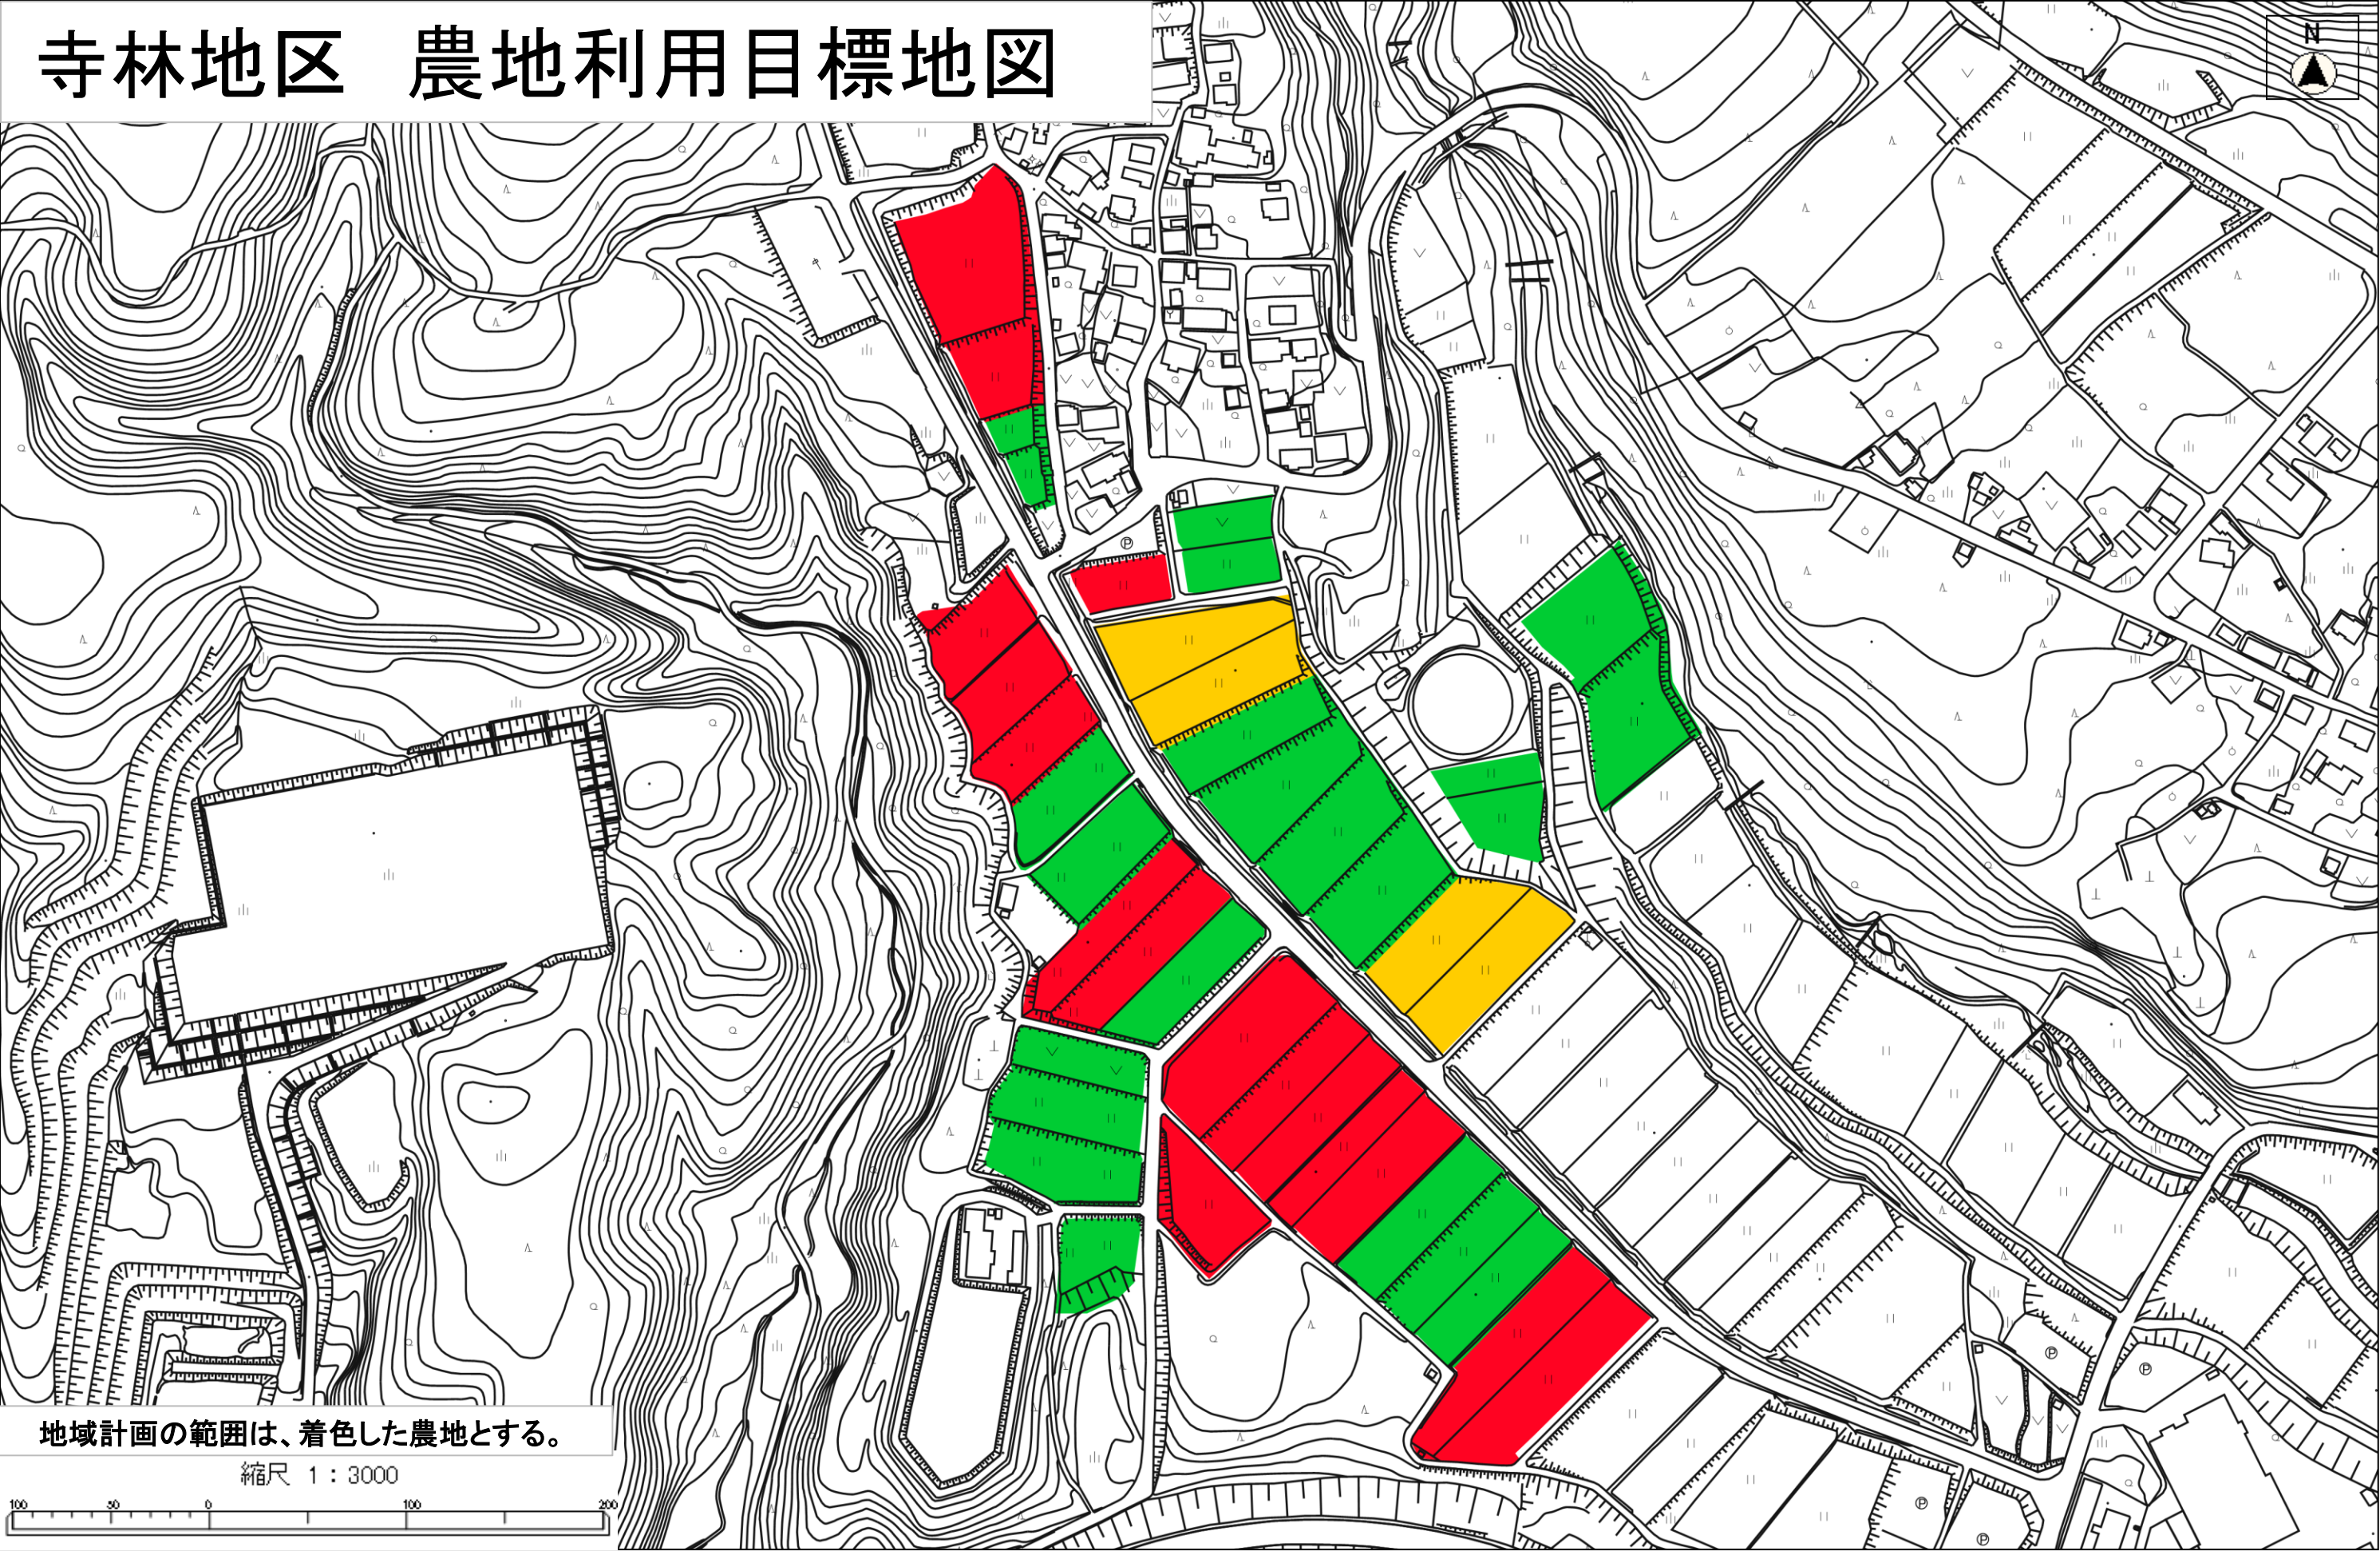 寺林地区　農地利用目標地図
N
地域計画の範囲は、着色した農地とする。
縮尺 1：3000
100 50 0 100 200